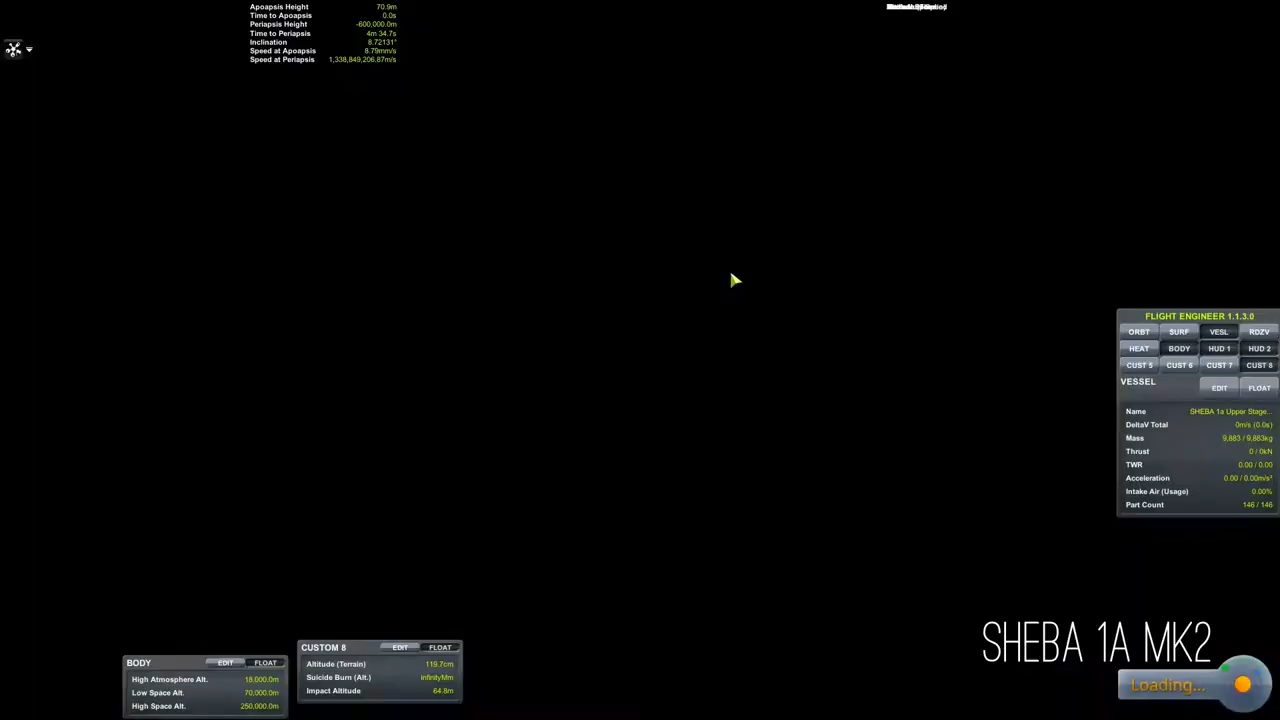 Apoapsis Height 70.9m
Time to Apoapsis 0.0s
Periapsis Height -600,000.0m
Time to Periapsis 4m 34.7s
Inclination 8.72131°
Speed at Apoapsis 8.79mm/s
Speed at Periapsis 1,338,849,206.87m/s
FLIGHT ENGINEER 1.1.3.0
ORBT SURF VESL RDZV
HEAT BODY HUD 1 HUD 2
CUST 5 CUST 6 CUST 7 CUST 8
VESSEL EDIT FLOAT
Name SHEBA 1a Upper Stage...
DeltaV Total 0m/s (0.0s)
Mass 9,883 / 9,883kg
Thrust 0 / 0kN
TWR 0.00 / 0.00
Acceleration 0.00 / 0.00m/s²
Intake Air (Usage) 0.00%
Part Count 146 / 146
SHEBA 1A MK2
Loading...
CUSTOM 8 EDIT FLOAT
Altitude (Terrain) 119.7cm
Suicide Burn (Alt.) InfinityMm
Impact Altitude 64.8m
BODY EDIT FLOAT
High Atmosphere Alt. 18,000.0m
Low Space Alt. 70,000.0m
High Space Alt. 250,000.0m